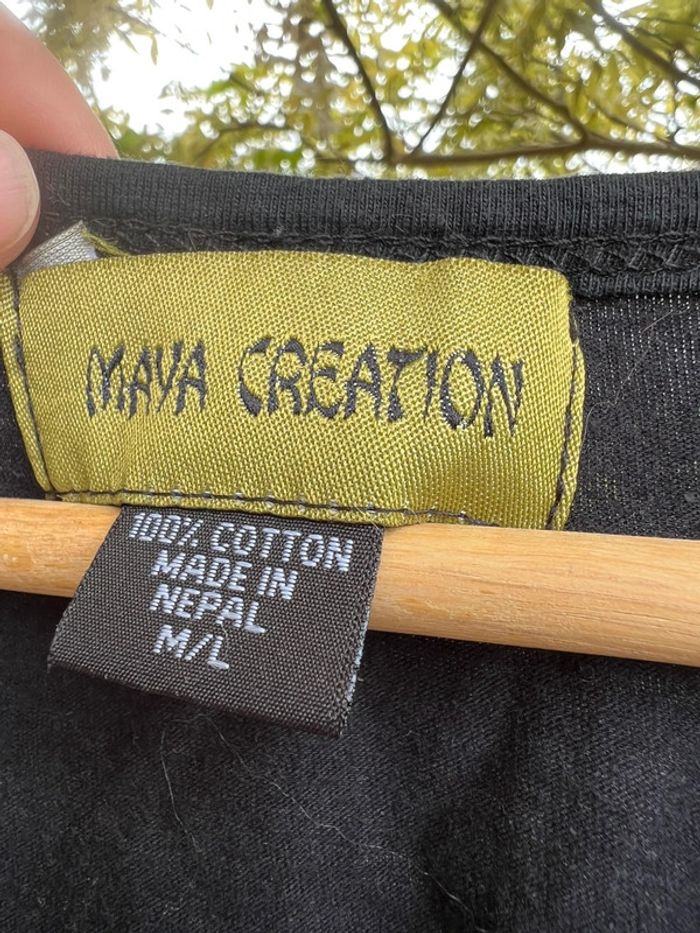 MAYA CREATION
100% COTTON
MADE IN
NEPAL
M/L